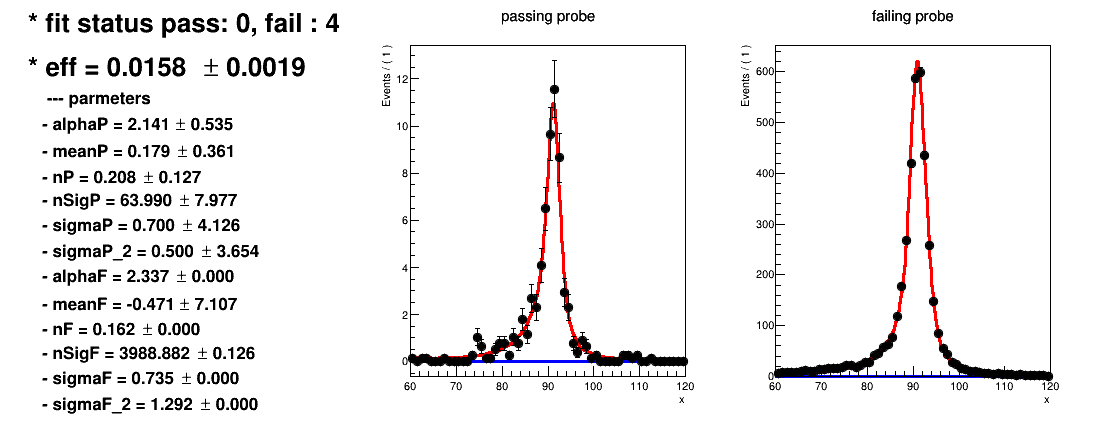 * fit status pass: 0, fail : 4
* eff = 0.0158 ± 0.0019
--- parmeters
- alphaP = 2.141 ± 0.535
- meanP = 0.179 ± 0.361
- nP = 0.208 ± 0.127
- nSigP = 63.990 ± 7.977
- sigmaP = 0.700 ± 4.126
- sigmaP_2 = 0.500 ± 3.654
- alphaF = 2.337 ± 0.000
- meanF = -0.471 ± 7.107
- nF = 0.162 ± 0.000
- nSigF = 3988.882 ± 0.126
- sigmaF = 0.735 ± 0.000
- sigmaF_2 = 1.292 ± 0.000
passing probe
Events / ( 1 )
12
10
8
6
4
2
0
60 70 80 90 100 110 120
x
failing probe
Events / ( 1 )
600
500
400
300
200
100
0
60 70 80 90 100 110 120
x